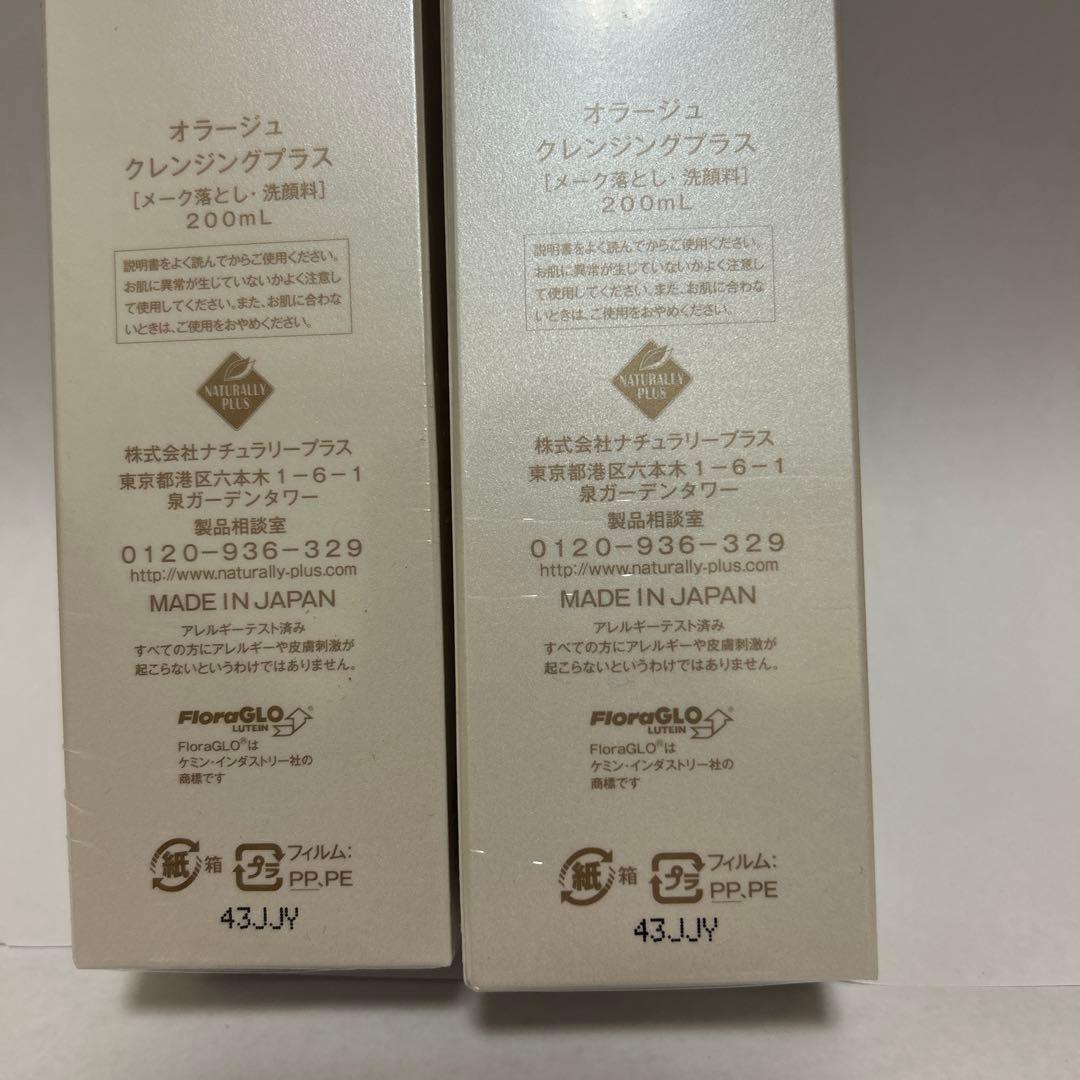 オラージュ
クレンジングプラス
［メーク落とし・洗顔料］
200mL
説明書をよく読んでからご使用ください。
お肌に異常が生じていないかよく注意し
て使用してください。また、お肌に合わな
いときは、ご使用をおやめください。
NATURALLY
PLUS
株式会社ナチュラリープラス
東京都港区六本木1-6-1
泉ガーデンタワー
製品相談室
0120-936-329
http://www.naturally-plus.com
MADE IN JAPAN
アレルギーテスト済み
すべての方にアレルギーや皮膚刺激が
起こらないというわけではありません。
FloraGLO®
LUTEIN
FloraGLO®は
ケミン・インダストリー社の
商標です
紙 箱 プラ フィルム:
PP、PE
43JJY
オラージュ
クレンジングプラス
［メーク落とし・洗顔料］
200mL
説明書をよく読んでからご使用ください。
お肌に異常が生じていないかよく注意し
て使用してください。また、お肌に合わな
いときは、ご使用をおやめください。
NATURALLY
PLUS
株式会社ナチュラリープラス
東京都港区六本木1-6-1
泉ガーデンタワー
製品相談室
0120-936-329
http://www.naturally-plus.com
MADE IN JAPAN
アレルギーテスト済み
すべての方にアレルギーや皮膚刺激が
起こらないというわけではありません。
FloraGLO®
LUTEIN
FloraGLO®は
ケミン・インダストリー社の
商標です
紙 箱 プラ フィルム:
PP、PE
43JJY